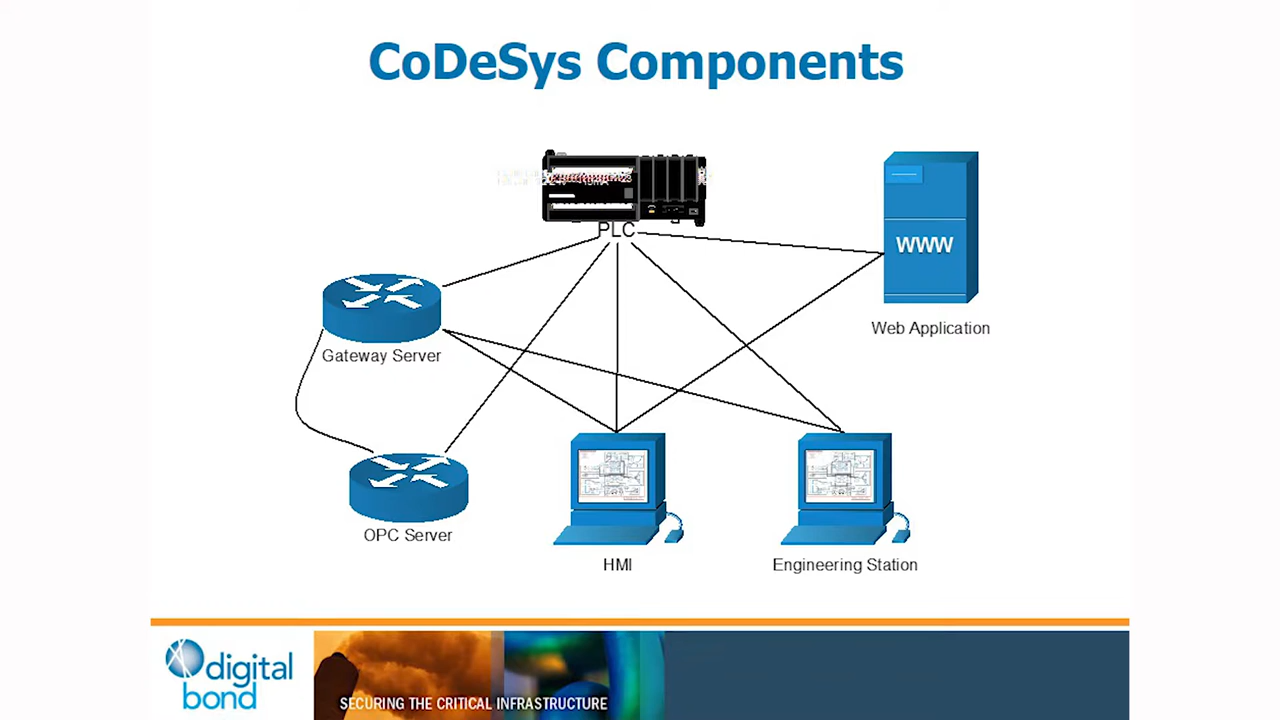 CoDeSys Components
PLC
WWW
Web Application
Gateway Server
OPC Server
HMI
Engineering Station
digital
bond
SECURING THE CRITICAL INFRASTRUCTURE